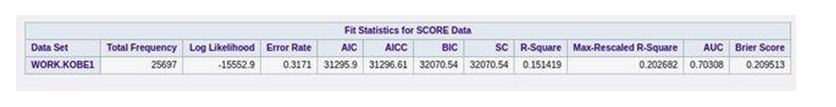 Fit Statistics for SCORE Data
Data Set Total Frequency Log Likelihood Error Rate AIC AICC BIC SC R-Square Max-Rescaled R-Square AUC Brier Score
WORK.KOBE1 25697 -15552.9 0.3171 31295.9 31296.61 32070.54 32070.54 0.151419 0.202682 0.70308 0.209513